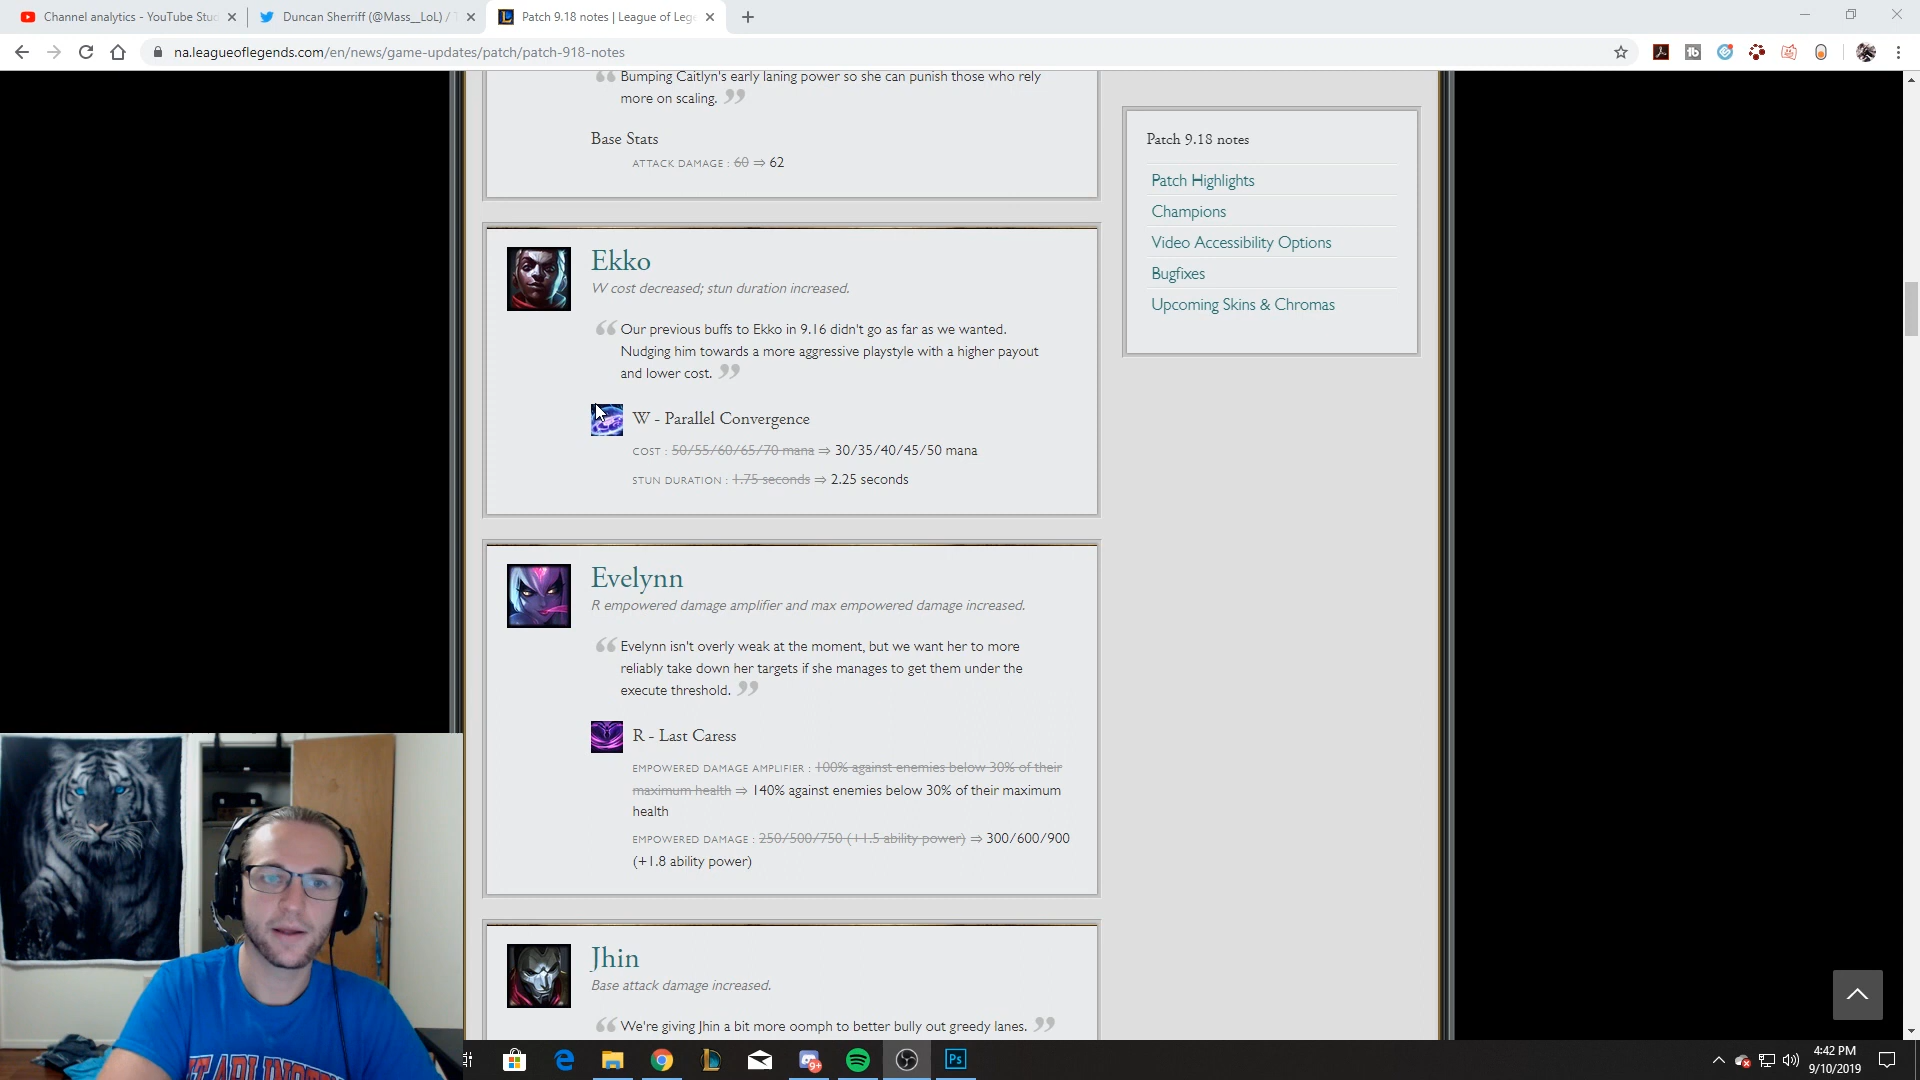 Channel analytics - YouTube Stu
Duncan Sherriff (@Mass__LoL) / T
Patch 9.18 notes | League of Leg
na.leagueoflegends.com/en/news/game-updates/patch/patch-918-notes
Bumping Caitlyn's early laning power so she can punish those who rely
more on scaling.
Base Stats
ATTACK DAMAGE : 60 ⇒ 62
Ekko
W cost decreased; stun duration increased.
Our previous buffs to Ekko in 9.16 didn't go as far as we wanted.
Nudging him towards a more aggressive playstyle with a higher payout
and lower cost.
W - Parallel Convergence
COST : 50/55/60/65/70 mana ⇒ 30/35/40/45/50 mana
STUN DURATION : 1.75 seconds ⇒ 2.25 seconds
Evelynn
R empowered damage amplifier and max empowered damage increased.
Evelynn isn't overly weak at the moment, but we want her to more
reliably take down her targets if she manages to get them under the
execute threshold.
R - Last Caress
EMPOWERED DAMAGE AMPLIFIER : 100% against enemies below 30% of their
maximum health ⇒ 140% against enemies below 30% of their maximum
health
EMPOWERED DAMAGE : 250/500/750 (+1.5 ability power) ⇒ 300/600/900
(+1.8 ability power)
Jhin
Base attack damage increased.
We're giving Jhin a bit more oomph to better bully out greedy lanes.
Patch 9.18 notes
Patch Highlights
Champions
Video Accessibility Options
Bugfixes
Upcoming Skins & Chromas
9+
Ps
4:42 PM
9/10/2019